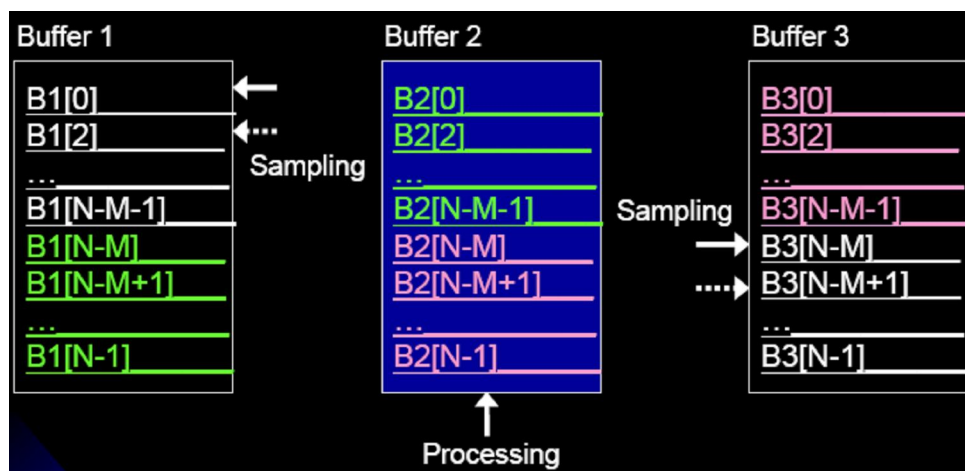 Buffer 1
B1[0]
B1[2]
...
B1[N-M-1]
B1[N-M]
B1[N-M+1]
...
B1[N-1]
Sampling
Buffer 2
B2[0]
B2[2]
...
B2[N-M-1]
B2[N-M]
B2[N-M+1]
...
B2[N-1]
Processing
Sampling
Buffer 3
B3[0]
B3[2]
...
B3[N-M-1]
B3[N-M]
B3[N-M+1]
...
B3[N-1]